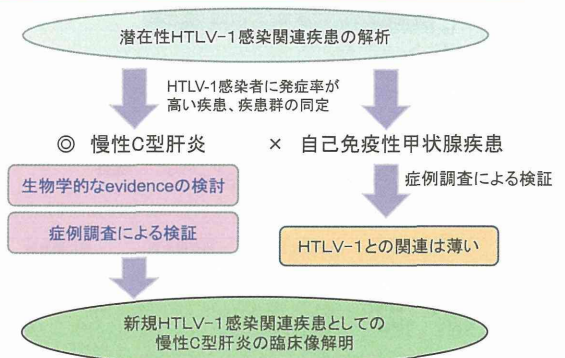 潜在性HTLV-1感染関連疾患の解析
HTLV-1感染者に発症率が
高い疾患、疾患群の同定
◎ 慢性C型肝炎
× 自己免疫性甲状腺疾患
生物学的なevidenceの検討
症例調査による検証
症例調査による検証
HTLV-1との関連は薄い
新規HTLV-1感染関連疾患としての
慢性C型肝炎の臨床像解明